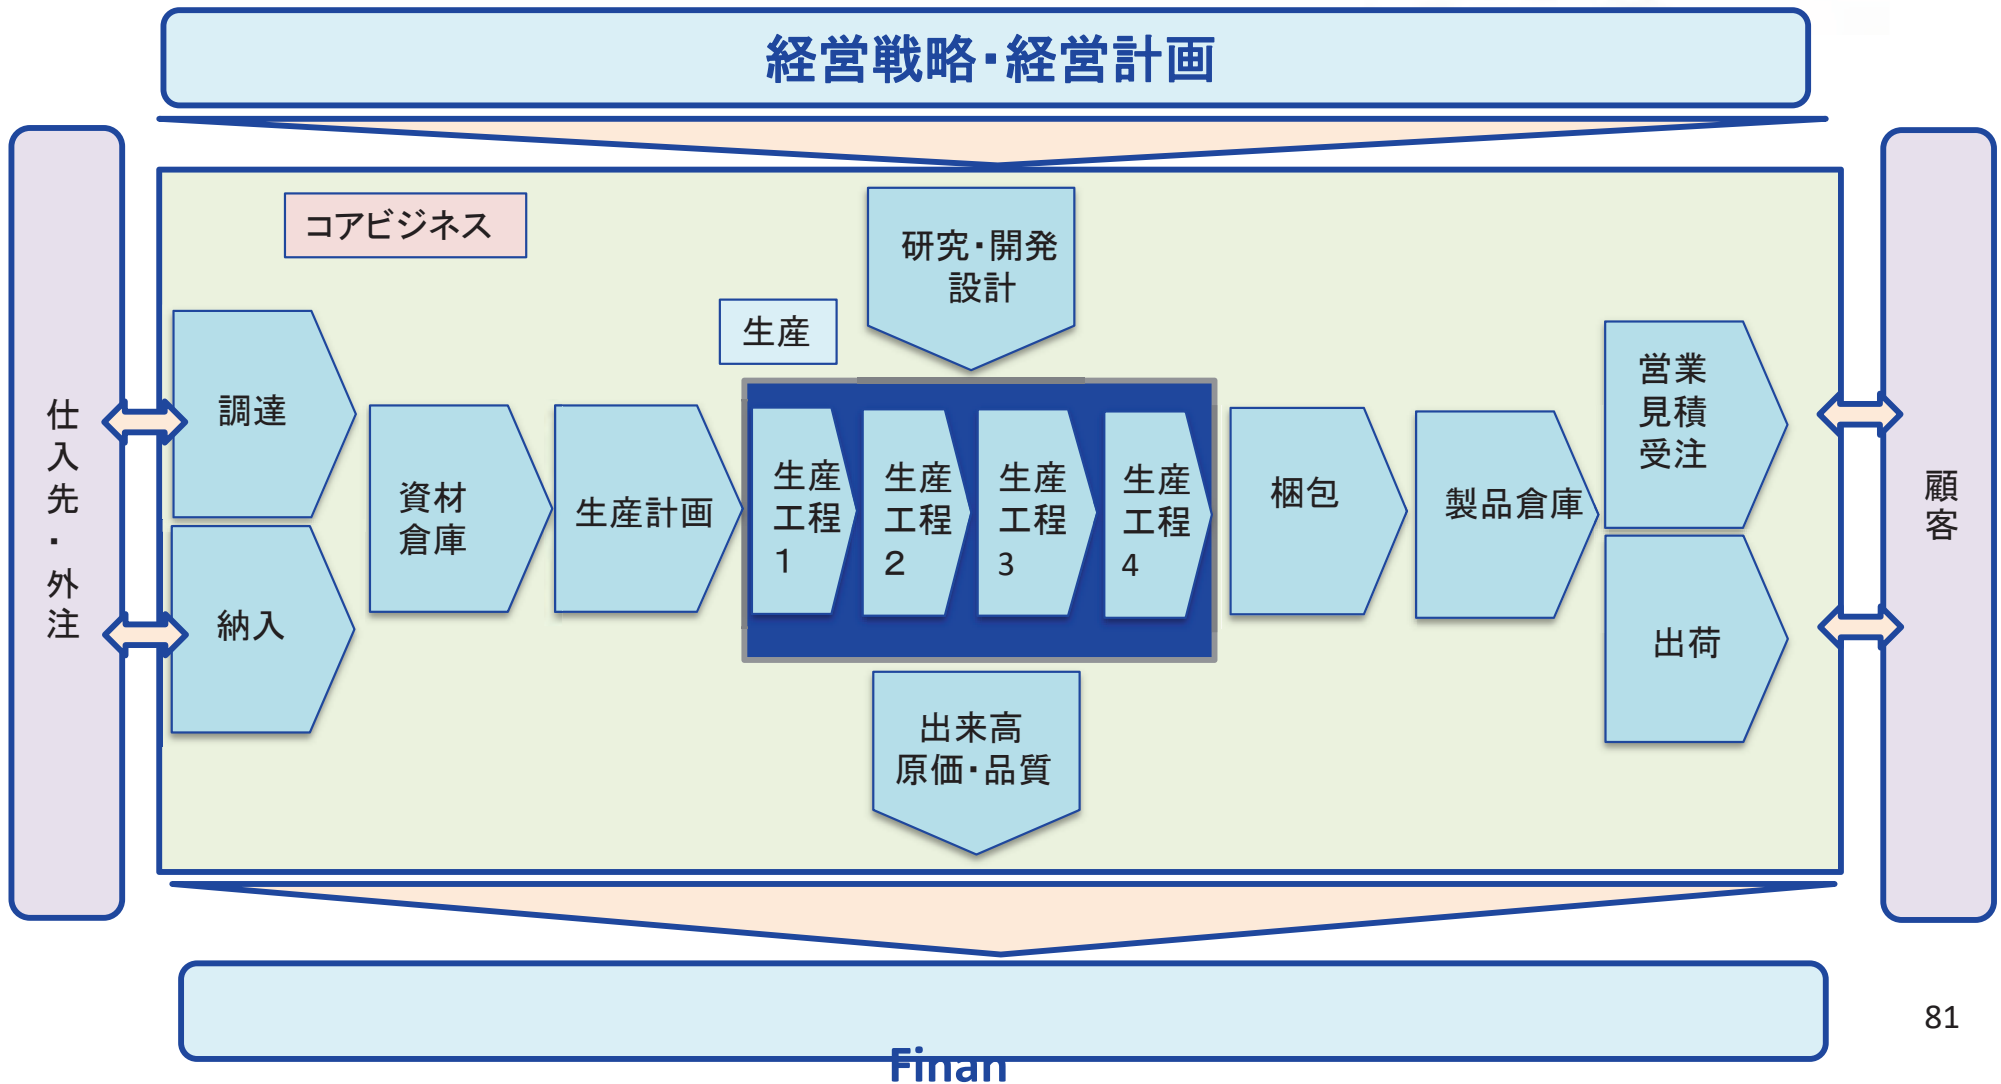 経営戦略・経営計画
コアビジネス
研究・開発
設計
生産
仕入先・外注
調達
納入
資材
倉庫
生産計画
生産
工程
1
生産
工程
2
生産
工程
3
生産
工程
4
梱包
製品倉庫
営業
見積
受注
出荷
顧客
出来高
原価・品質
81
Finan